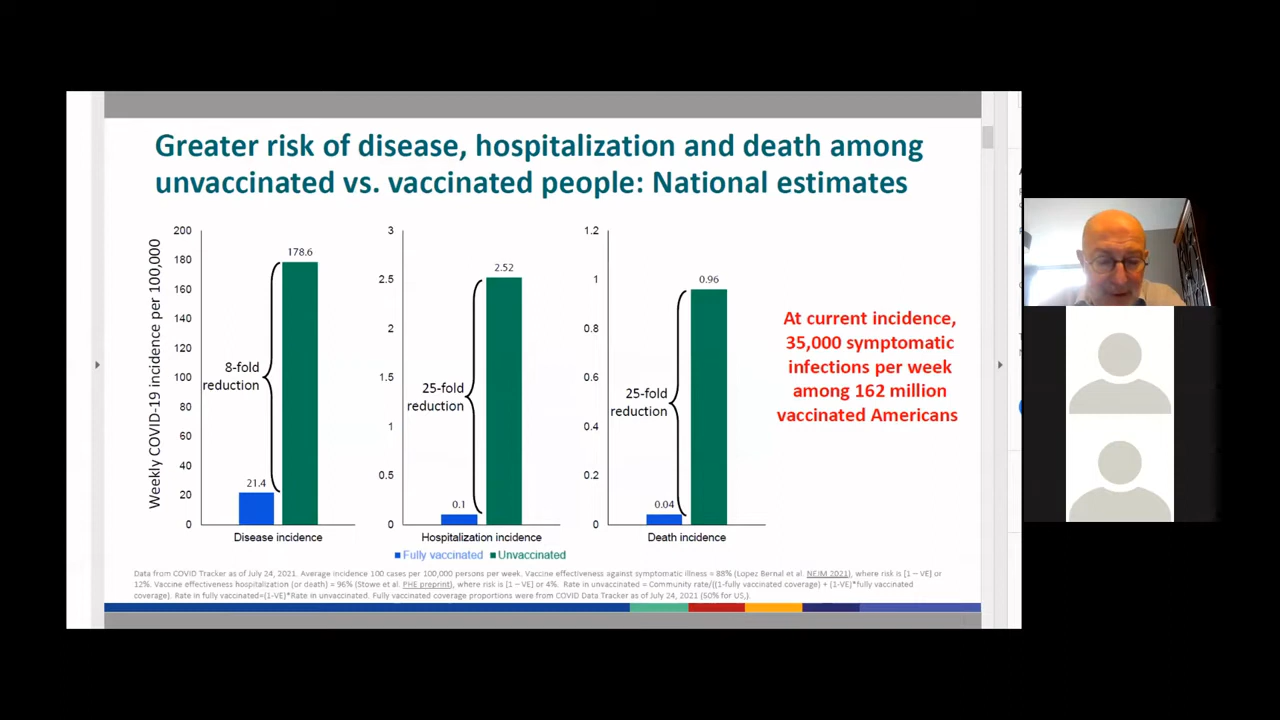 Greater risk of disease, hospitalization and death among
unvaccinated vs. vaccinated people: National estimates
Weekly COVID-19 incidence per 100,000
200
180
160
140
120
100
80
60
40
20
0
178.6
8-fold
reduction
21.4
Disease incidence
3
2.5
2
1.5
1
0.5
0
2.52
25-fold
reduction
0.1
Hospitalization incidence
1.2
1
0.8
0.6
0.4
0.2
0
0.96
25-fold
reduction
0.04
Death incidence
Fully vaccinated Unvaccinated
At current incidence,
35,000 symptomatic
infections per week
among 162 million
vaccinated Americans
Data from COVID Tracker as of July 24, 2021. Average incidence 100 cases per 100,000 persons per week. Vaccine effectiveness against symptomatic illness = 88% (Lopez Bernal et al. NEJM 2021), where risk is [1 – VE] or
12%. Vaccine effectiveness hospitalization (or death) = 96% (Stowe et al. PHE preprint), where risk is [1 – VE] or 4%. Rate in unvaccinated = Community rate/((1-fully vaccinated coverage) + (1-VE)*fully vaccinated
coverage). Rate in fully vaccinated=(1-VE)*Rate in unvaccinated. Fully vaccinated coverage proportions were from COVID Data Tracker as of July 24, 2021 (50% for US,).